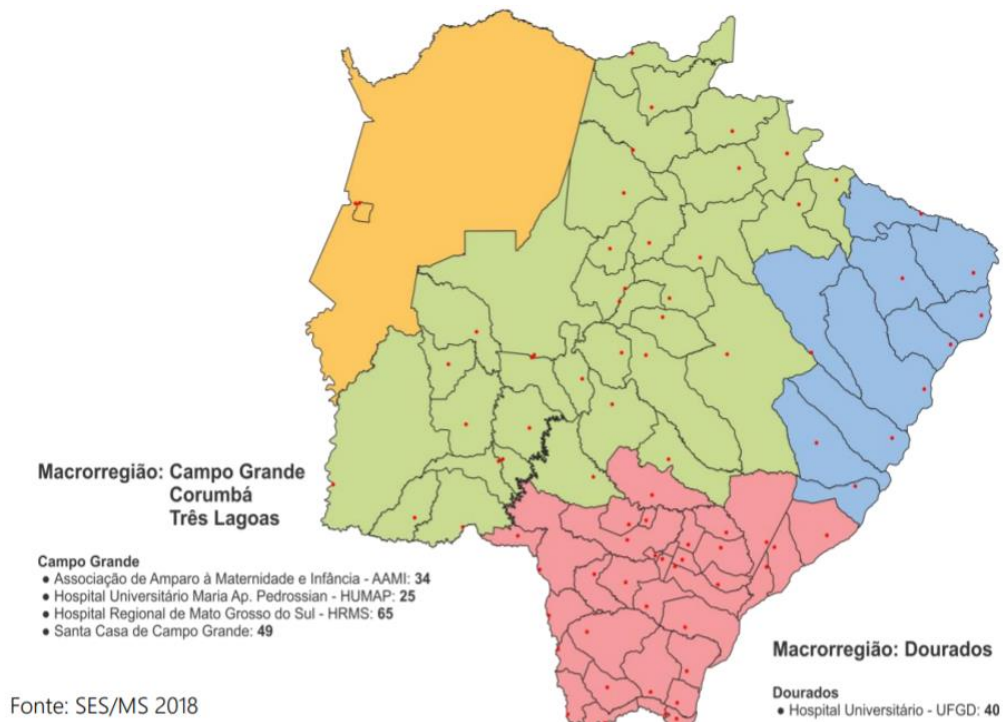 Macrorregião: Campo Grande
Corumbá
Três Lagoas
Campo Grande
● Associação de Amparo à Maternidade e Infância - AAMI: 34
● Hospital Universitário Maria Ap. Pedrossian - HUMAP: 25
● Hospital Regional de Mato Grosso do Sul - HRMS: 65
● Santa Casa de Campo Grande: 49
Macrorregião: Dourados
Dourados
● Hospital Universitário - UFGD: 40
Fonte: SES/MS 2018